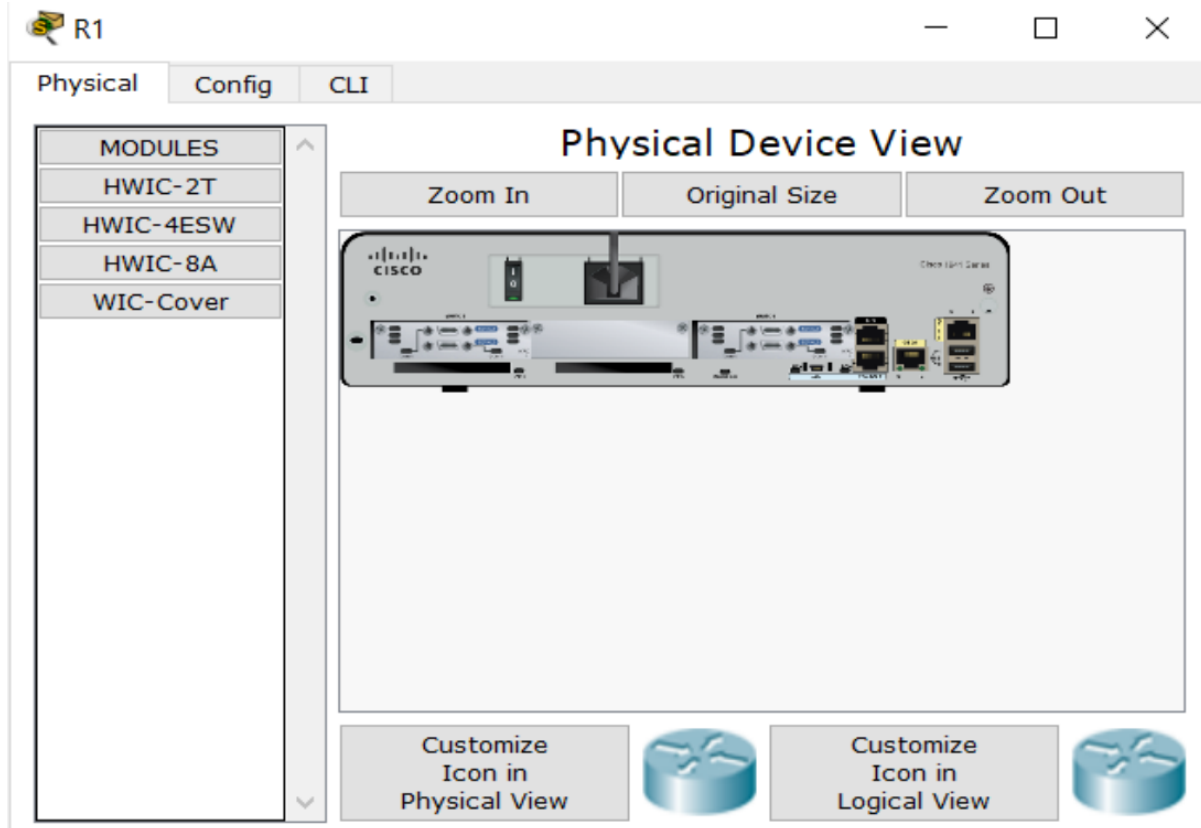 R1
Physical
Config
CLI
MODULES
HWIC-2T
HWIC-4ESW
HWIC-8A
WIC-Cover
Physical Device View
Zoom In
Original Size
Zoom Out
CISCO
Customize
Icon in
Physical View
Customize
Icon in
Logical View